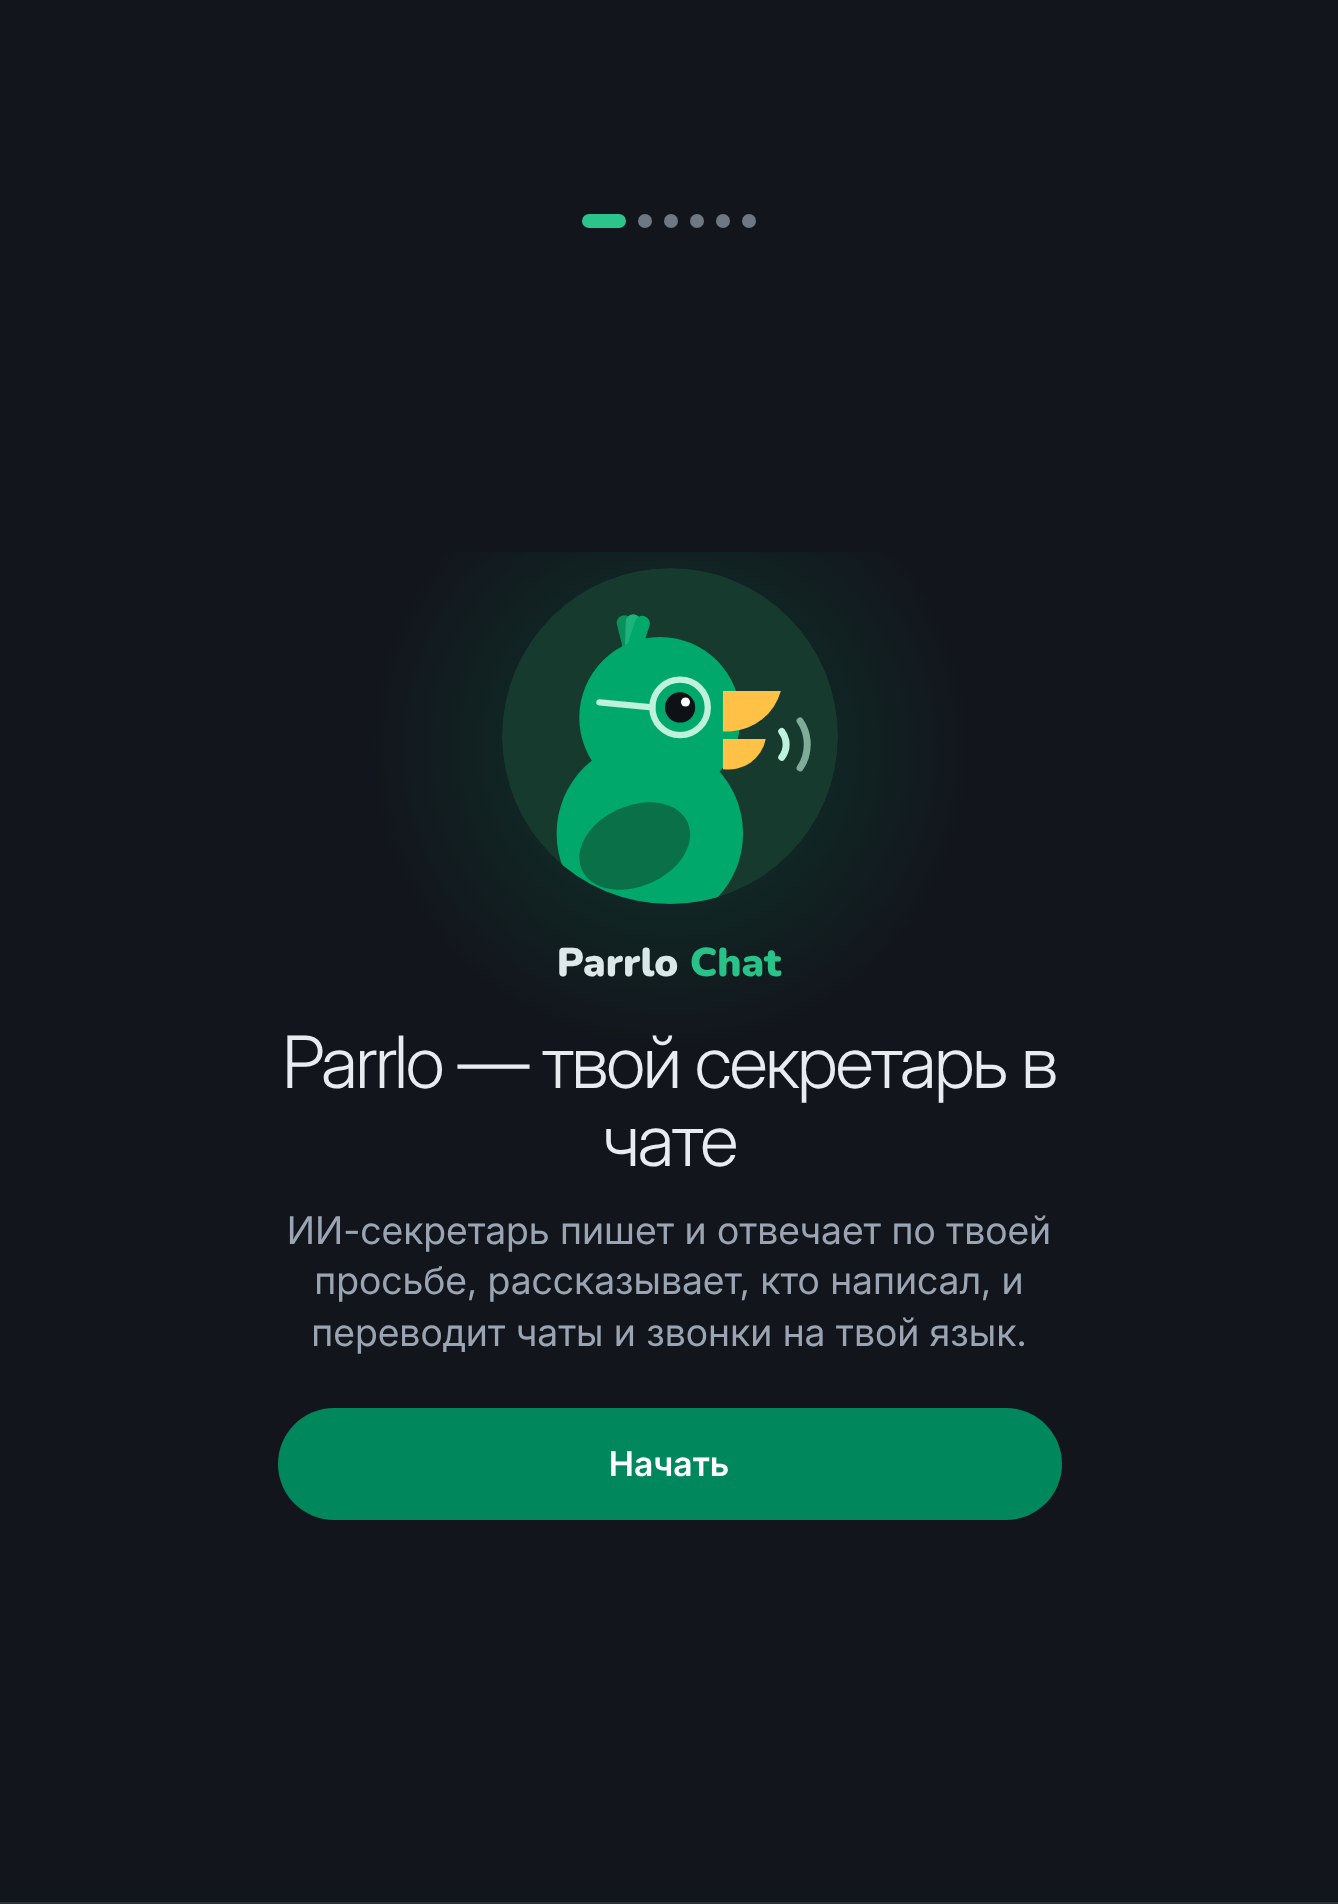 Parrlo Chat
Parrlo — твой секретарь в
чате
ИИ-секретарь пишет и отвечает по твоей
просьбе, рассказывает, кто написал, и
переводит чаты и звонки на твой язык.
Начать